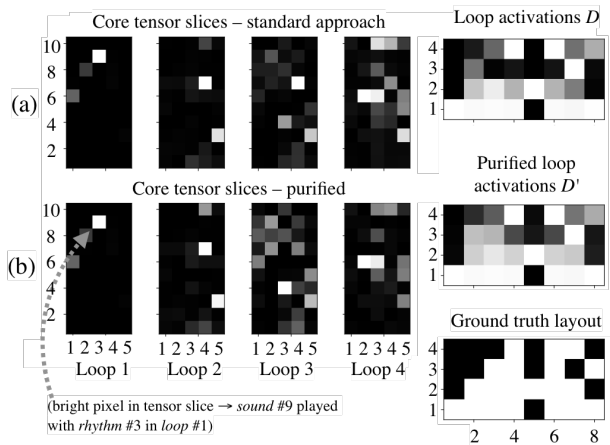 Core tensor slices – standard approach
Loop activations D
10
8
6
4
2
(a)
4
3
2
1
Core tensor slices – purified
Purified loop
activations D'
10
8
6
4
2
(b)
4
3
2
1
1 2 3 4 5
1 2 3 4 5
1 2 3 4 5
1 2 3 4 5
Loop 1
Loop 2
Loop 3
Loop 4
Ground truth layout
4
3
2
1
2
4
6
8
(bright pixel in tensor slice → sound #9 played
with rhythm #3 in loop #1)